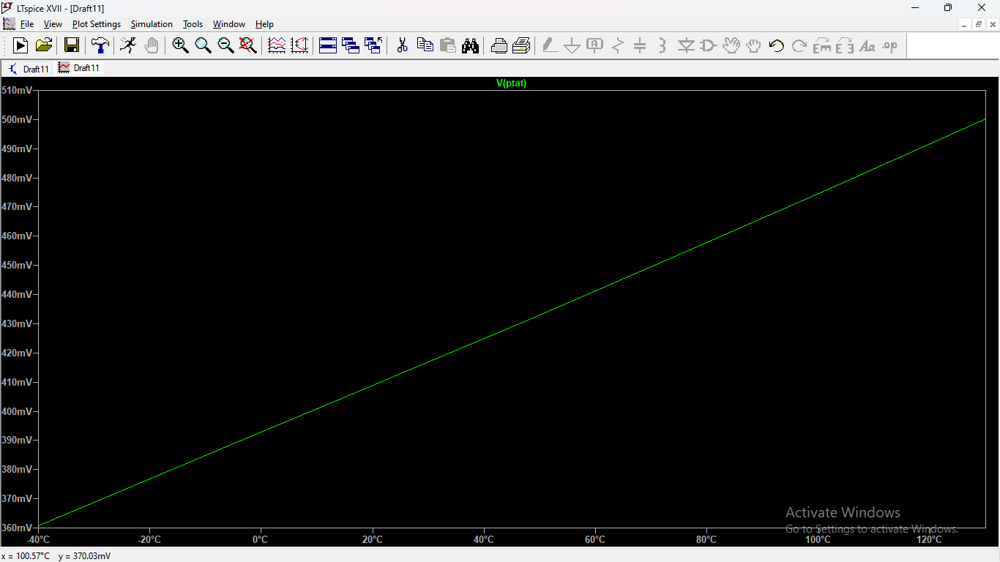 LTspice XVII - [Draft11]
File View Plot Settings Simulation Tools Window Help
Aa .op
Draft11 Draft11
V(ptat)
510mV
500mV
490mV
480mV
470mV
460mV
450mV
440mV
430mV
420mV
410mV
400mV
390mV
380mV
370mV
360mV
-40°C -20°C 0°C 20°C 40°C 60°C 80°C 100°C 120°C
Activate Windows
Go to Settings to activate Windows.
x = 100.57°C y = 370.03mV